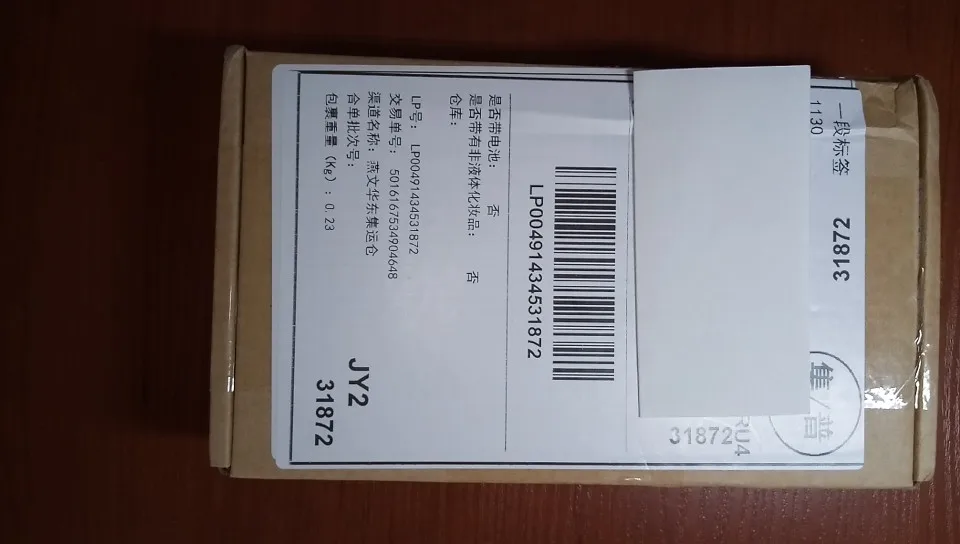 一段标签
1130
31872
集/普
RU4
31872
LP00491434531872
是否带电池： 否
是否带有非液体化妆品： 否
仓库：
LP号： LP00491434531872
交易单号： 5016167534904648
渠道名称：燕文华东集运仓
合单批次号：
包裹重量（Kg）：0.23
JY2
31872